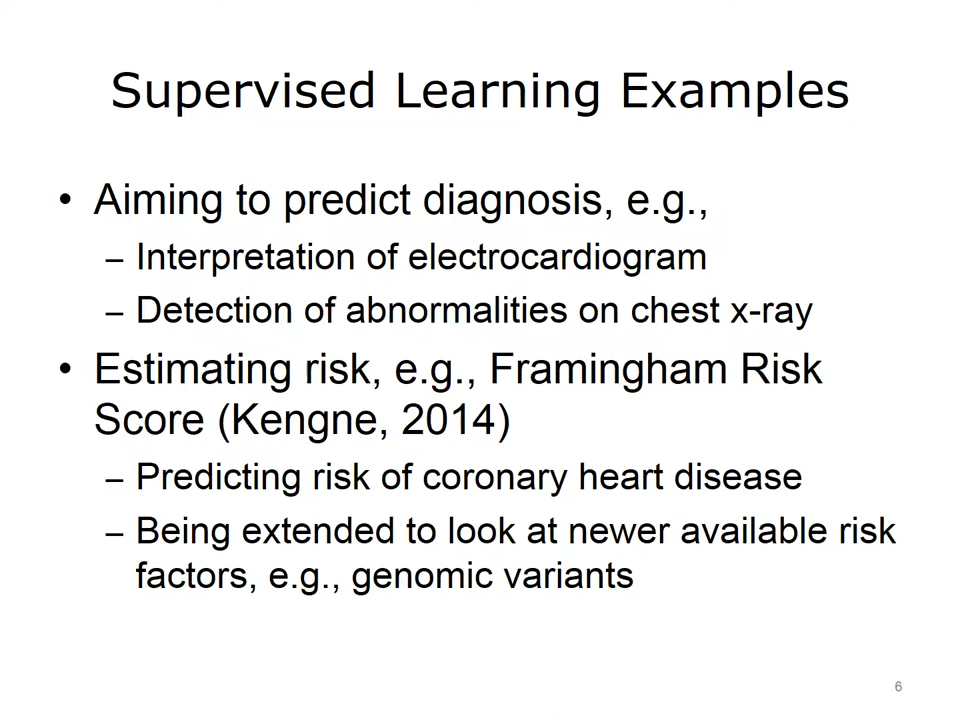 Supervised Learning Examples
• Aiming to predict diagnosis, e.g.,
– Interpretation of electrocardiogram
– Detection of abnormalities on chest x-ray
• Estimating risk, e.g., Framingham Risk
Score (Kengne, 2014)
– Predicting risk of coronary heart disease
– Being extended to look at newer available risk
factors, e.g., genomic variants
6